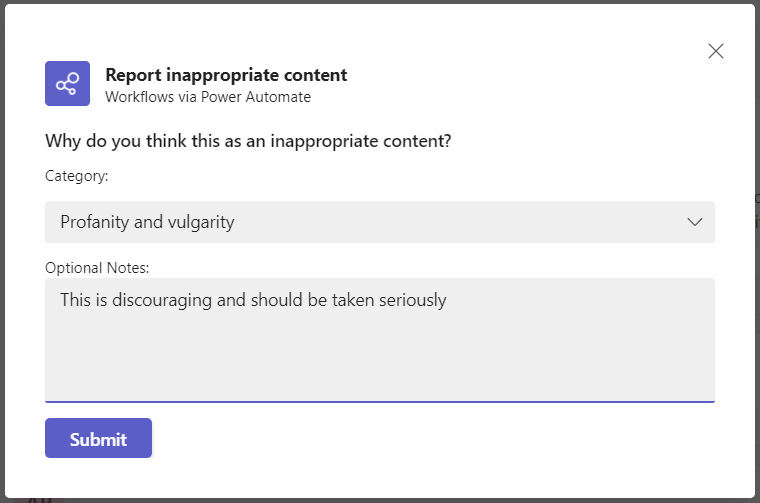 Report inappropriate content
Workflows via Power Automate
Why do you think this as an inappropriate content?
Category:
Profanity and vulgarity
Optional Notes:
This is discouraging and should be taken seriously
Submit